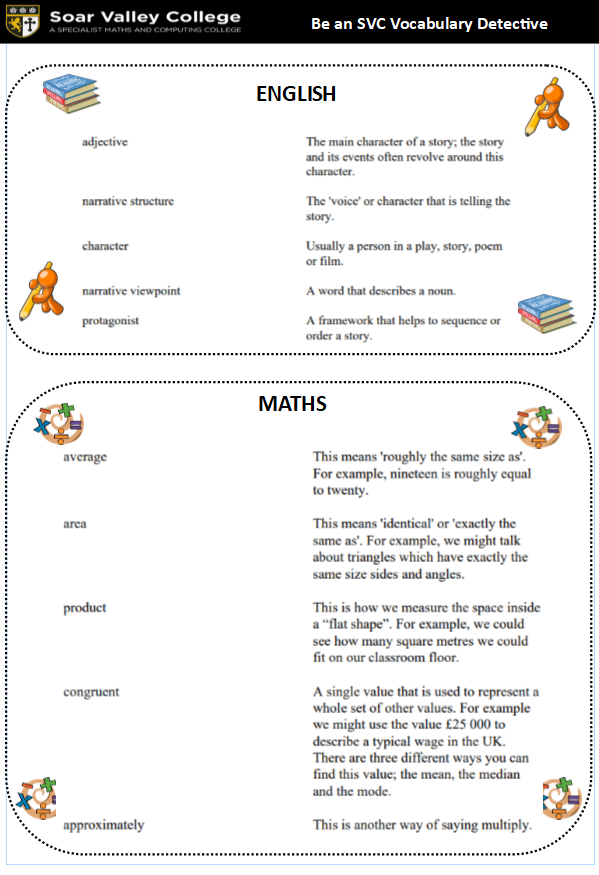 Soar Valley College
A SPECIALIST MATHS AND COMPUTING COLLEGE
Be an SVC Vocabulary Detective
ENGLISH
adjective
The main character of a story; the story
and its events often revolve around this
character.
narrative structure
The 'voice' or character that is telling the
story.
character
Usually a person in a play, story, poem
or film.
narrative viewpoint
A word that describes a noun.
protagonist
A framework that helps to sequence or
order a story.
MATHS
average
This means 'roughly the same size as'.
For example, nineteen is roughly equal
to twenty.
area
This means 'identical' or 'exactly the
same as'. For example, we might talk
about triangles which have exactly the
same size sides and angles.
product
This is how we measure the space inside
a “flat shape”. For example, we could
see how many square metres we could
fit on our classroom floor.
congruent
A single value that is used to represent a
whole set of other values. For example
we might use the value £25 000 to
describe a typical wage in the UK.
There are three different ways you can
find this value; the mean, the median
and the mode.
approximately
This is another way of saying multiply.